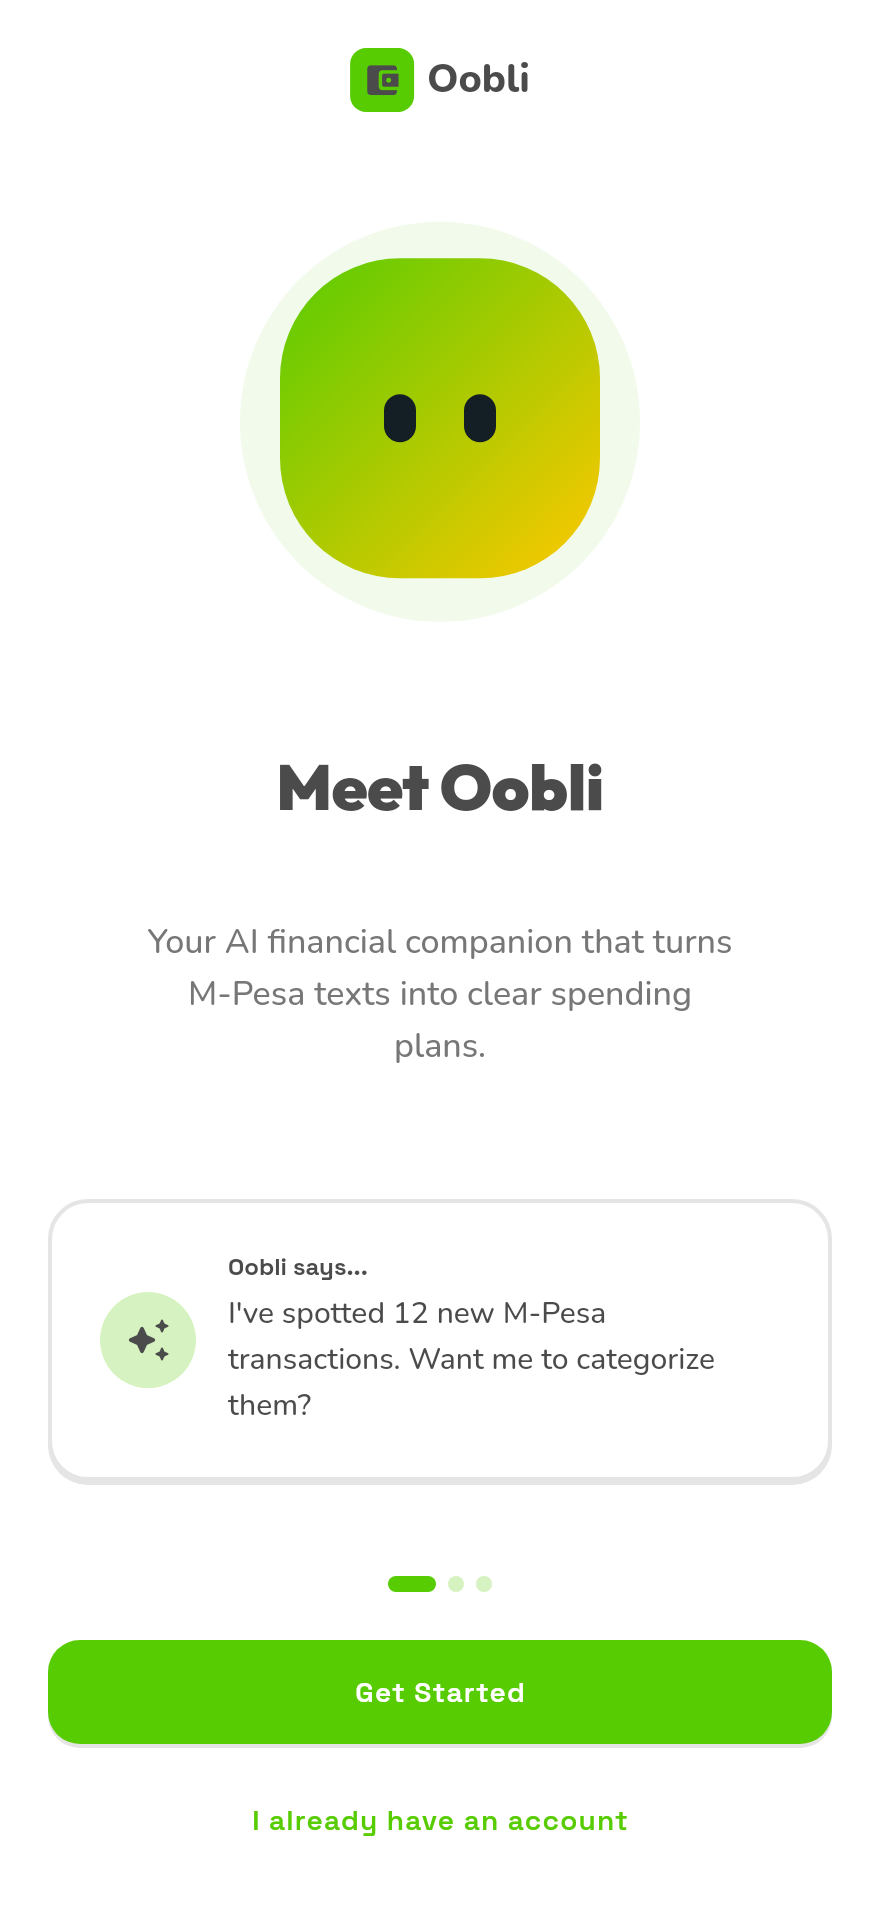 Oobli
Meet Oobli
Your AI financial companion that turns
M-Pesa texts into clear spending
plans.
Oobli says...
I've spotted 12 new M-Pesa
transactions. Want me to categorize
them?
Get Started
I already have an account